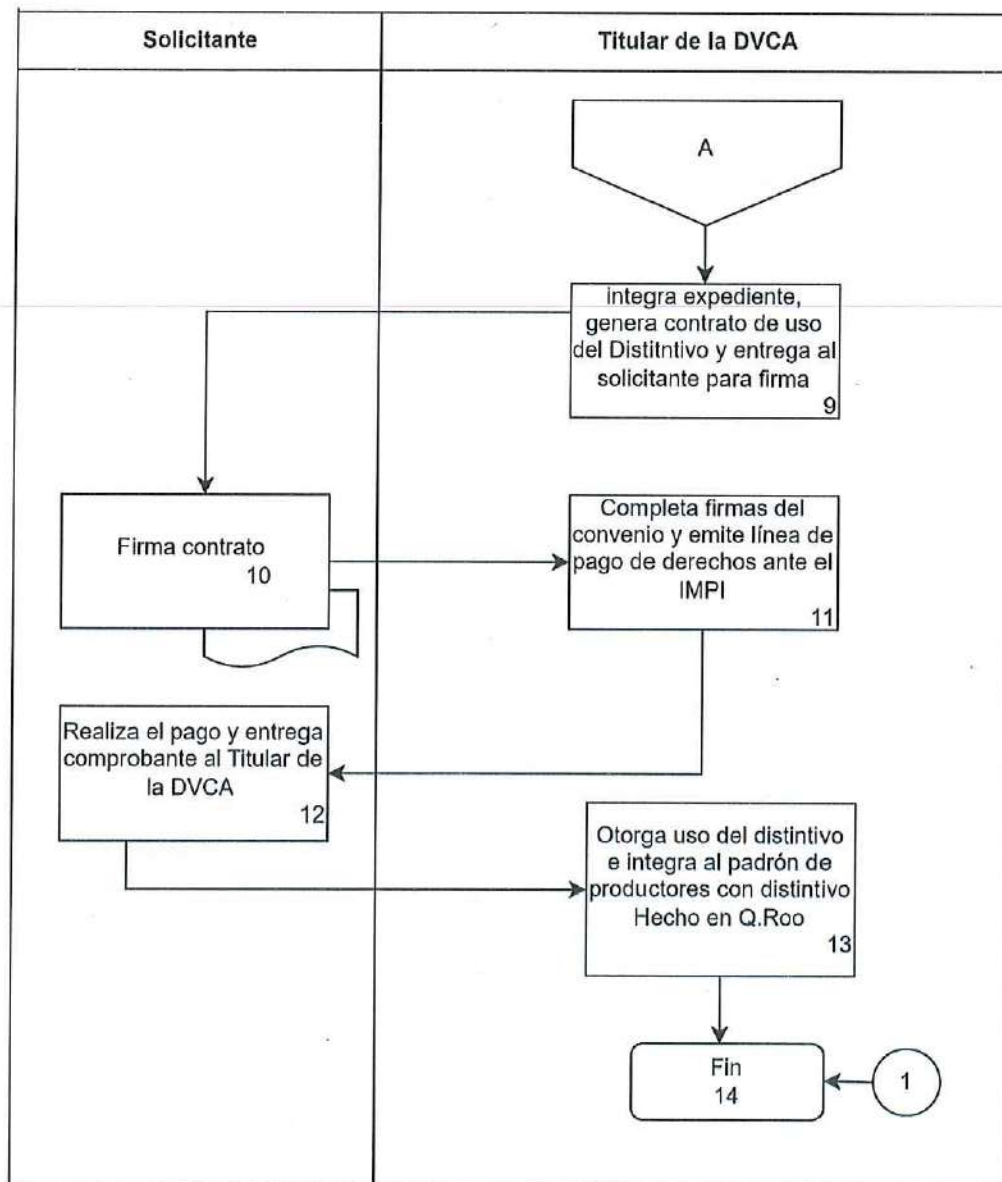 Solicitante
Titular de la DVCA
A
integra expediente,
genera contrato de uso
del Distitntivo y entrega al
solicitante para firma
9
Firma contrato
10
Completa firmas del
convenio y emite línea de
pago de derechos ante el
IMPI
11
Realiza el pago y entrega
comprobante al Titular de
la DVCA
12
Otorga uso del distintivo
e integra al padrón de
productores con distintivo
Hecho en Q.Roo
13
Fin
14
1